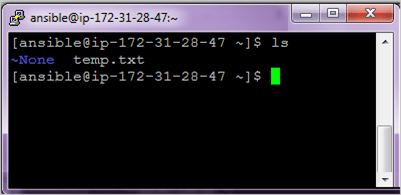 ansible@ip-172-31-28-47:~
[ansible@ip-172-31-28-47 ~]$ ls
~None  temp.txt
[ansible@ip-172-31-28-47 ~]$